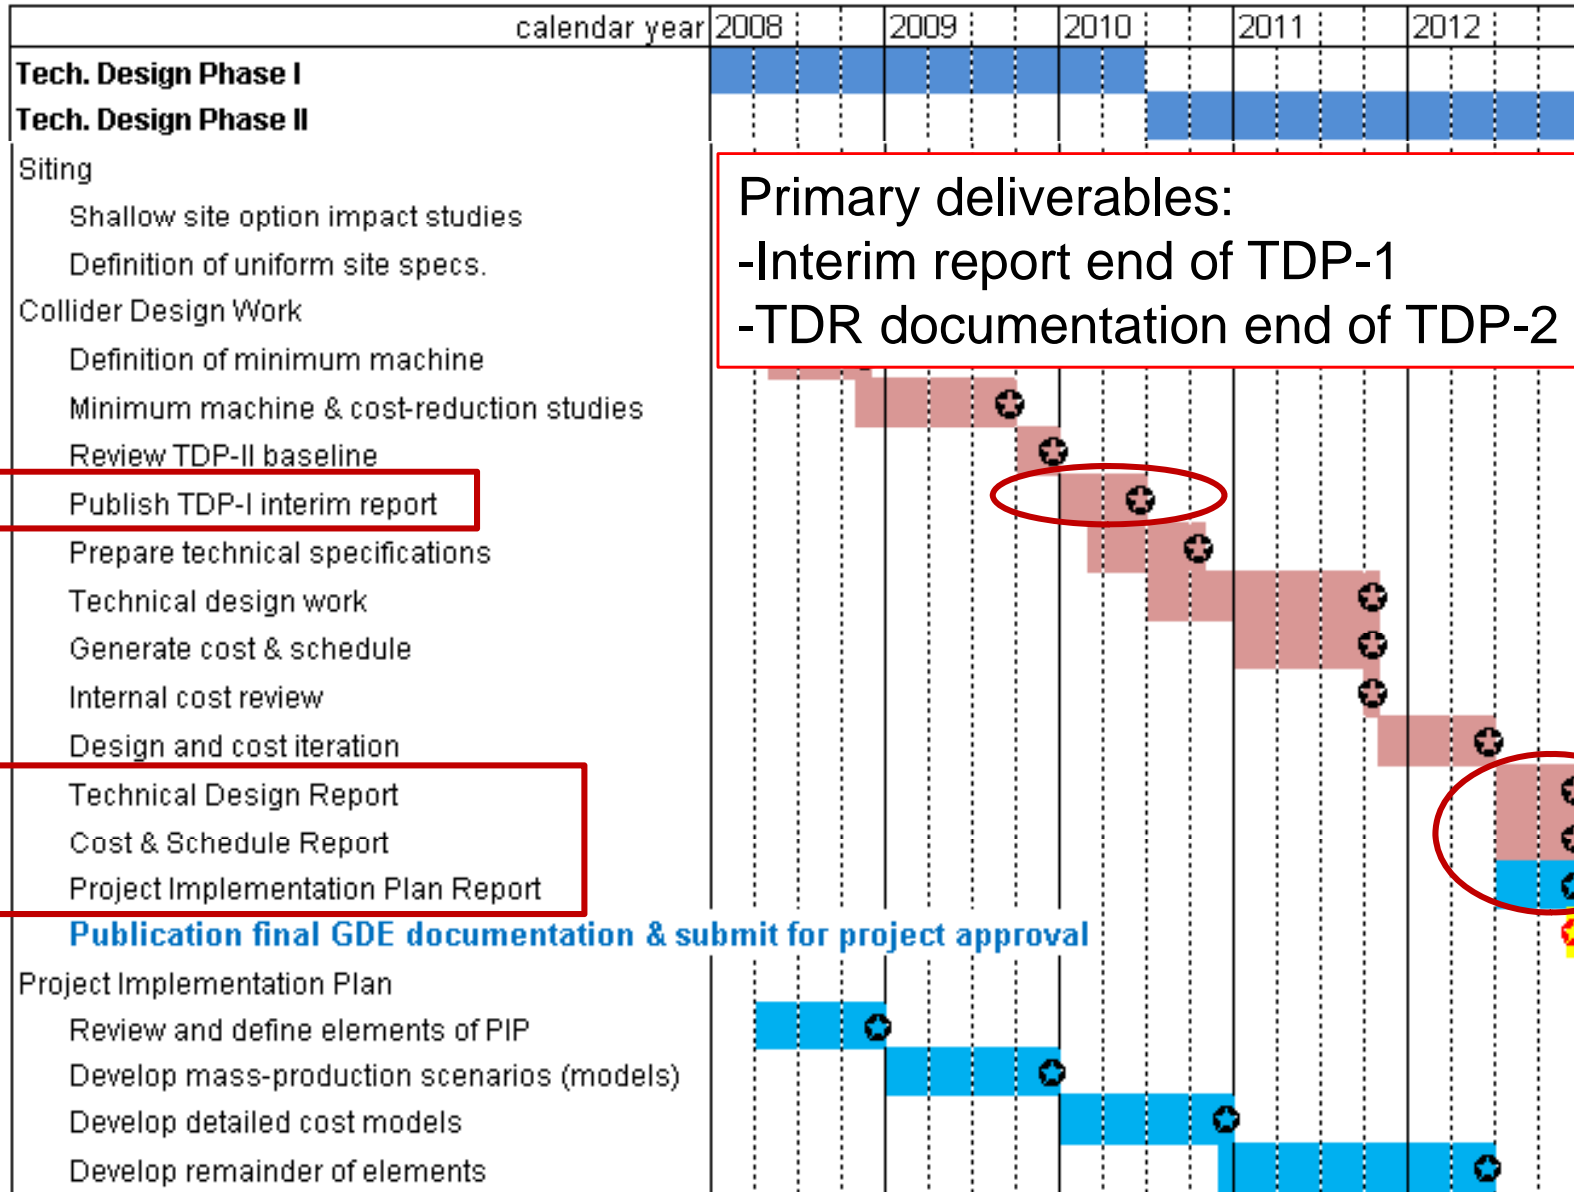 calendar year 2008 2009 2010 2011 2012
Tech. Design Phase I
Tech. Design Phase II
Siting
Shallow site option impact studies
Definition of uniform site specs.
Primary deliverables:
-Interim report end of TDP-1
-TDR documentation end of TDP-2
Collider Design Work
Definition of minimum machine
Minimum machine & cost-reduction studies
Review TDP-II baseline
Publish TDP-I interim report
Prepare technical specifications
Technical design work
Generate cost & schedule
Internal cost review
Design and cost iteration
Technical Design Report
Cost & Schedule Report
Project Implementation Plan Report
Publication final GDE documentation & submit for project approval
Project Implementation Plan
Review and define elements of PIP
Develop mass-production scenarios (models)
Develop detailed cost models
Develop remainder of elements